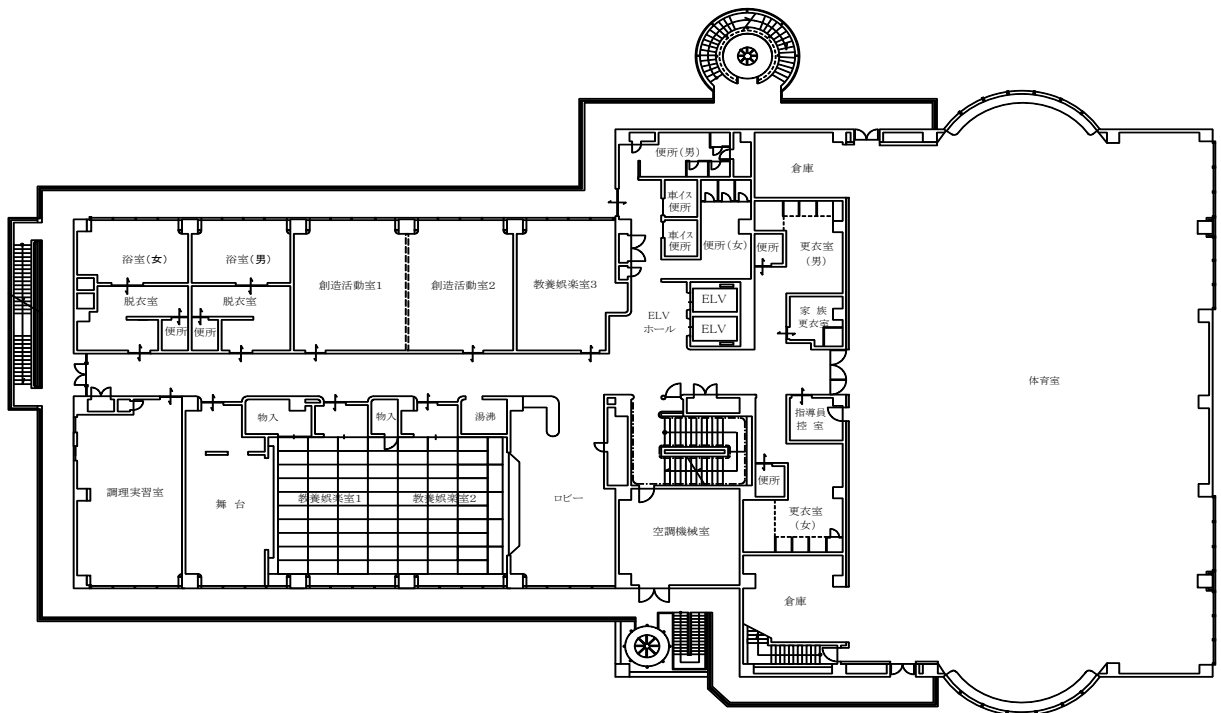 便所(男)
倉庫
車イス
便所
車イス
便所
便所(女)
便所
更衣室
(男)
浴室(女)
浴室(男)
創造活動室1
創造活動室2
教養娯楽室3
脱衣室
脱衣室
便所
便所
ELV
ELV
ELV
ホール
家 族
更衣室
体育室
物入
物入
湯沸
指導員
控 室
調理実習室
舞 台
教養娯楽室1
教養娯楽室2
ロビー
便所
更衣室
(女)
空調機械室
倉庫